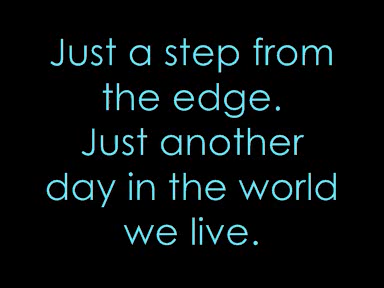 Just a step from
the edge.
Just another
day in the world
we live.